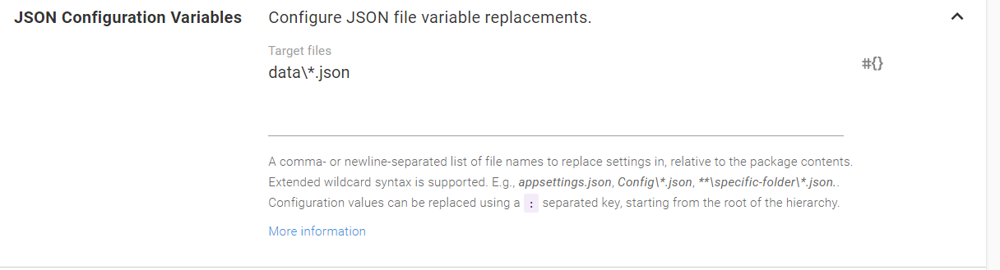 JSON Configuration Variables
Configure JSON file variable replacements.
Target files
data\*.json
#{}
A comma- or newline-separated list of file names to replace settings in, relative to the package contents.
Extended wildcard syntax is supported. E.g., appsettings.json, Config\*.json, **\specific-folder\*.json..
Configuration values can be replaced using a : separated key, starting from the root of the hierarchy.
More information